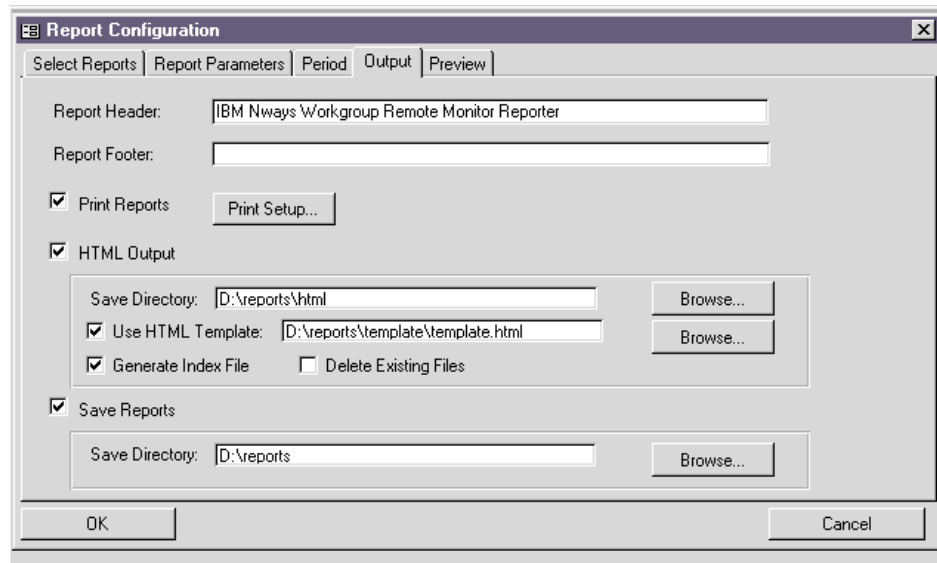 Report Configuration
Select Reports Report Parameters Period Output Preview
Report Header: IBM Nways Workgroup Remote Monitor Reporter
Report Footer:
Print Reports Print Setup...
HTML Output
Save Directory: D:\reports\html Browse...
Use HTML Template: D:\reports\template\template.html Browse...
Generate Index File Delete Existing Files
Save Reports
Save Directory: D:\reports Browse...
OK Cancel